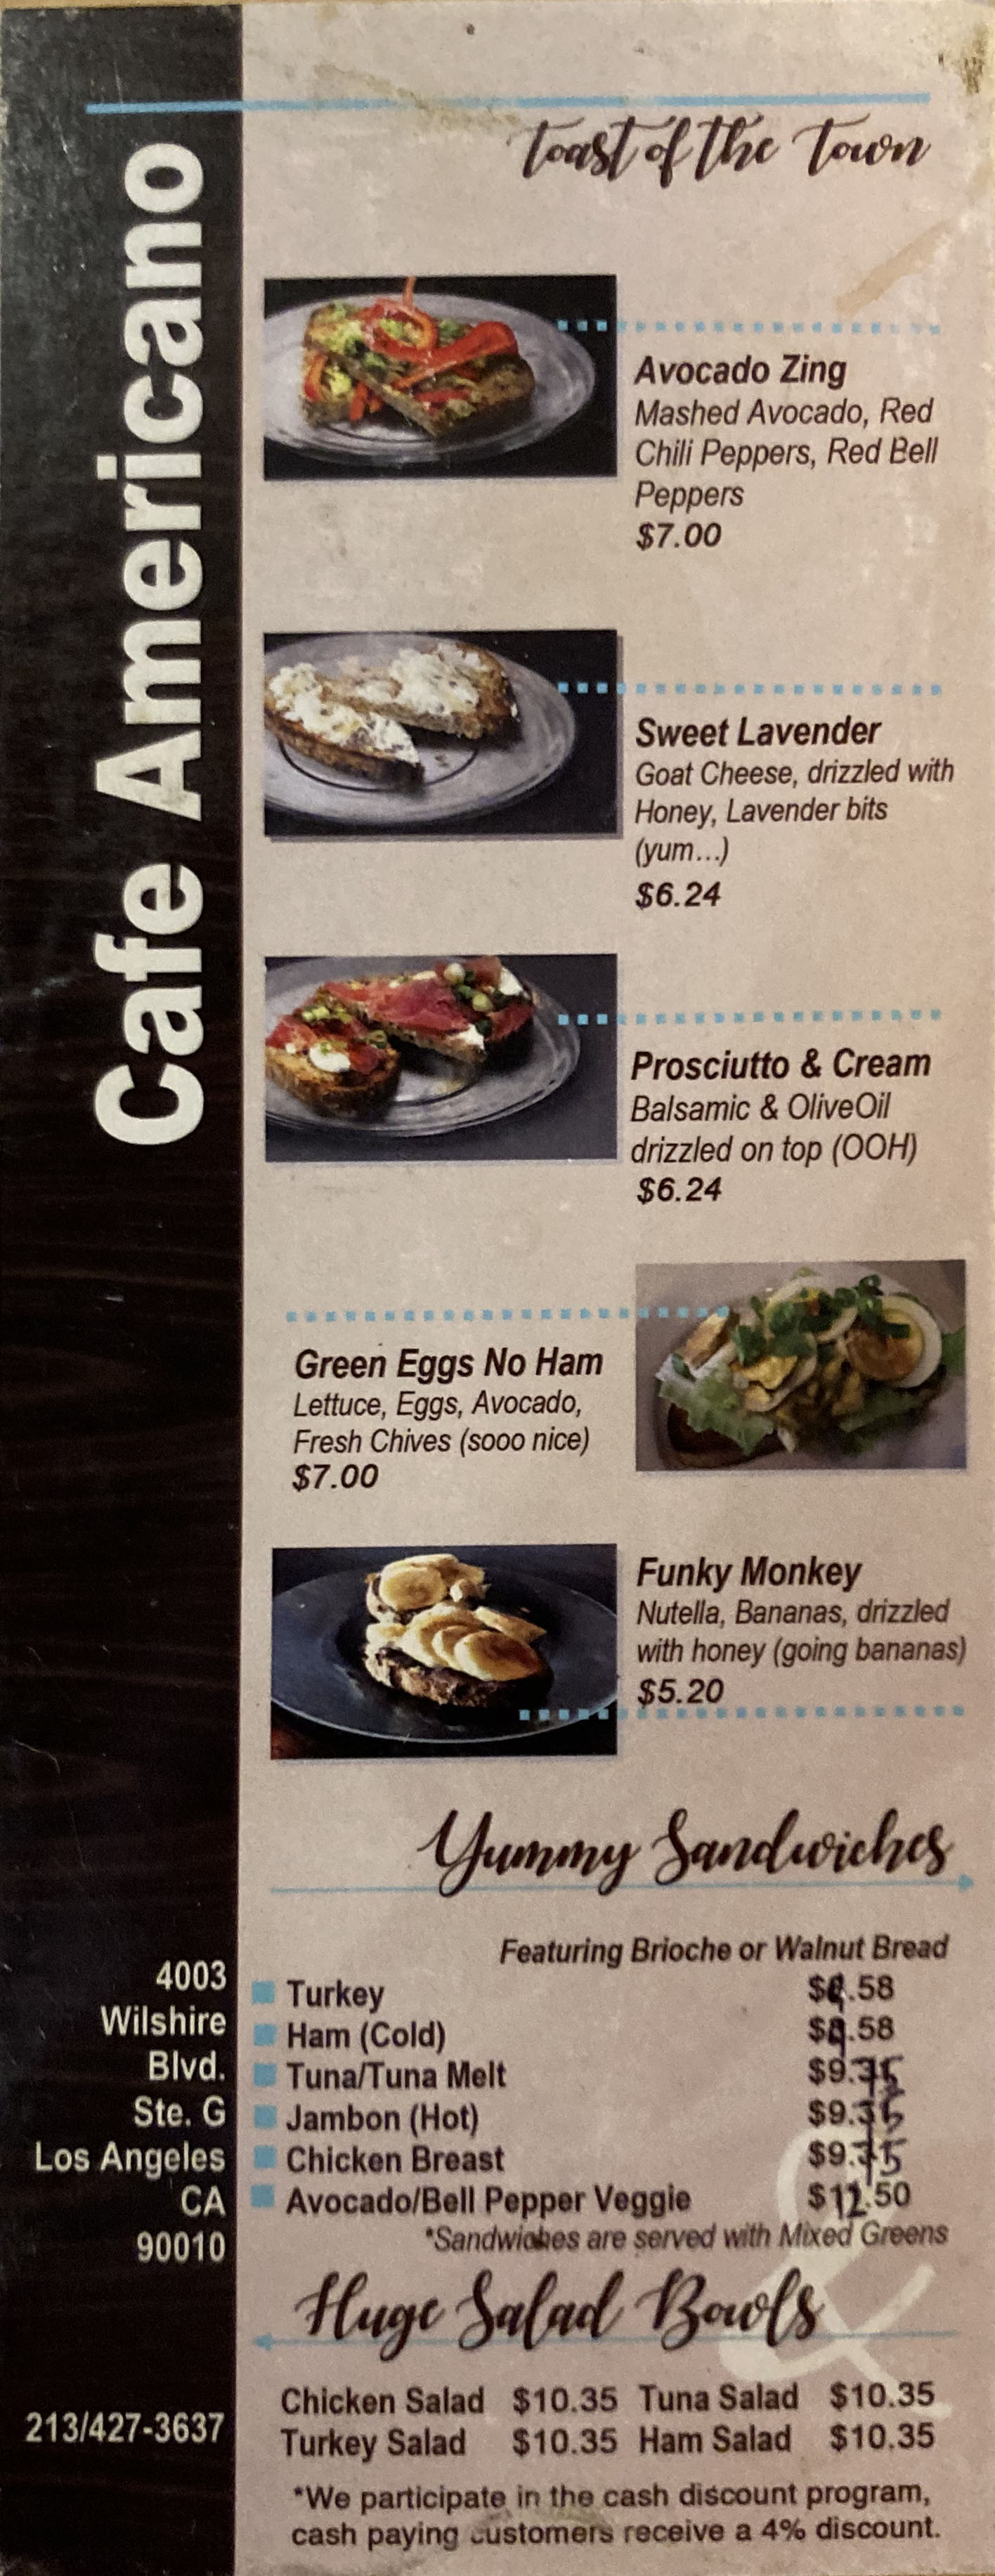 Cafe Americano
Toast of the Town
Avocado Zing
Mashed Avocado, Red
Chili Peppers, Red Bell
Peppers
$7.00
Sweet Lavender
Goat Cheese, drizzled with
Honey, Lavender bits
(yum...)
$6.24
Prosciutto & Cream
Balsamic & OliveOil
drizzled on top (OOH)
$6.24
Green Eggs No Ham
Lettuce, Eggs, Avocado,
Fresh Chives (sooo nice)
$7.00
Funky Monkey
Nutella, Bananas, drizzled
with honey (going bananas)
$5.20
Yummy Sandwiches
Featuring Brioche or Walnut Bread
Turkey
Ham (Cold)
Tuna/Tuna Melt $9.35
Jambon (Hot) $9.35
Chicken Breast $9.35
Avocado/Bell Pepper Veggie $12.50
*Sandwiches are served with Mixed Greens
&
Huge Salad Bowls
Chicken Salad $10.35 Tuna Salad $10.35
Turkey Salad $10.35 Ham Salad $10.35
*We participate in the cash discount program,
cash paying customers receive a 4% discount.
4003
Wilshire
Blvd.
Ste. G
Los Angeles
CA
90010
213/427-3637